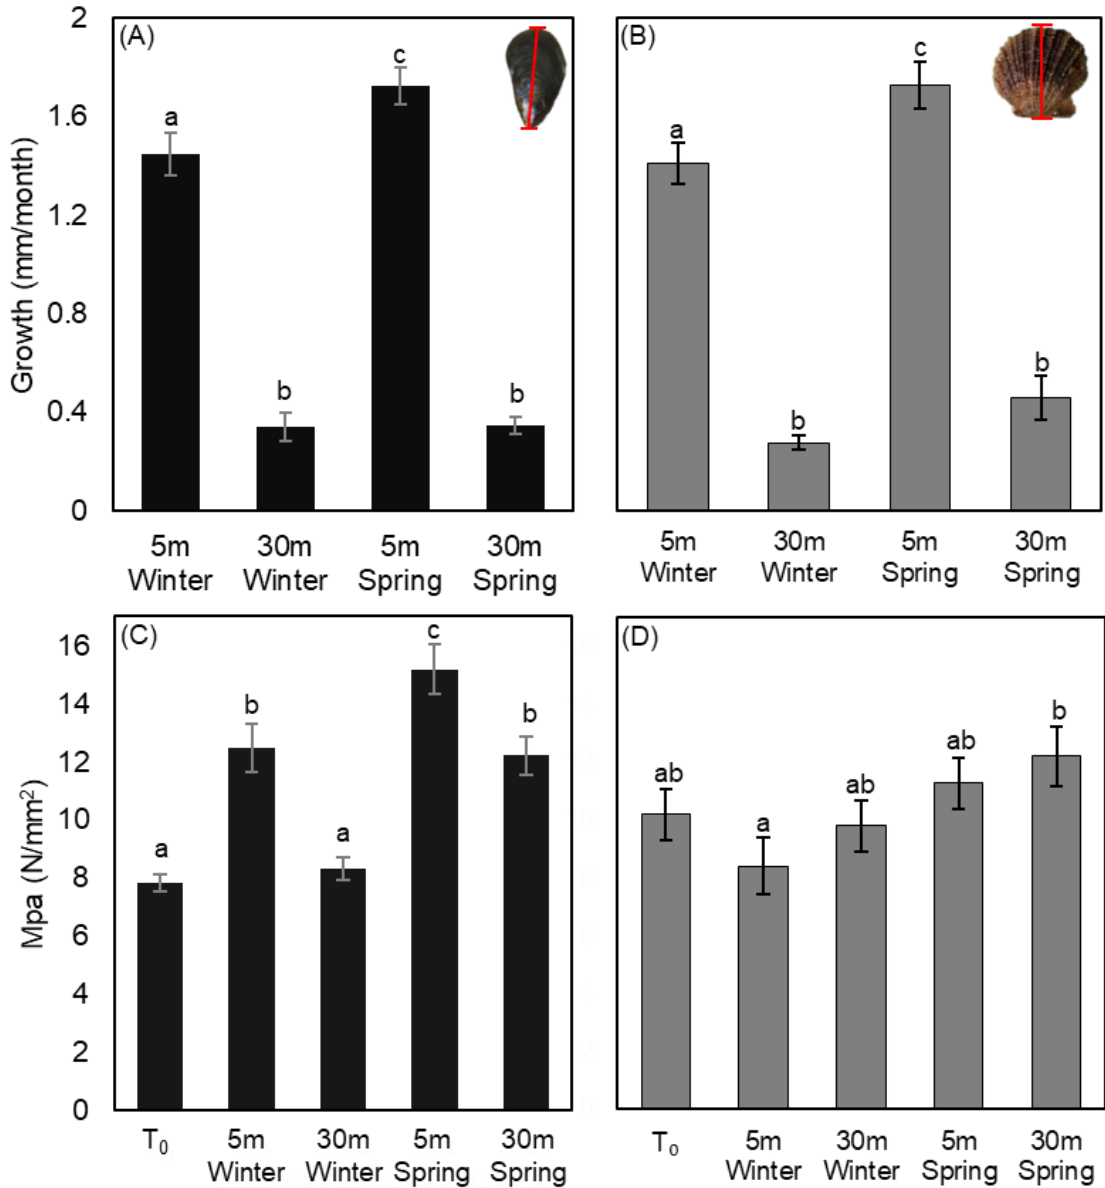 (A)
(B)
2
1.6
1.2
0.8
0.4
0
Growth (mm/month)
a
b
c
b
a
b
c
b
5m 30m 5m 30m
Winter Winter Spring Spring
5m 30m 5m 30m
Winter Winter Spring Spring
(C)
(D)
16
14
12
10
8
6
4
2
0
Mpa (N/mm²)
a
b
a
c
b
ab
a
ab
ab
b
T₀ 5m 30m 5m 30m
Winter Winter Spring Spring
T₀ 5m 30m 5m 30m
Winter Winter Spring Spring